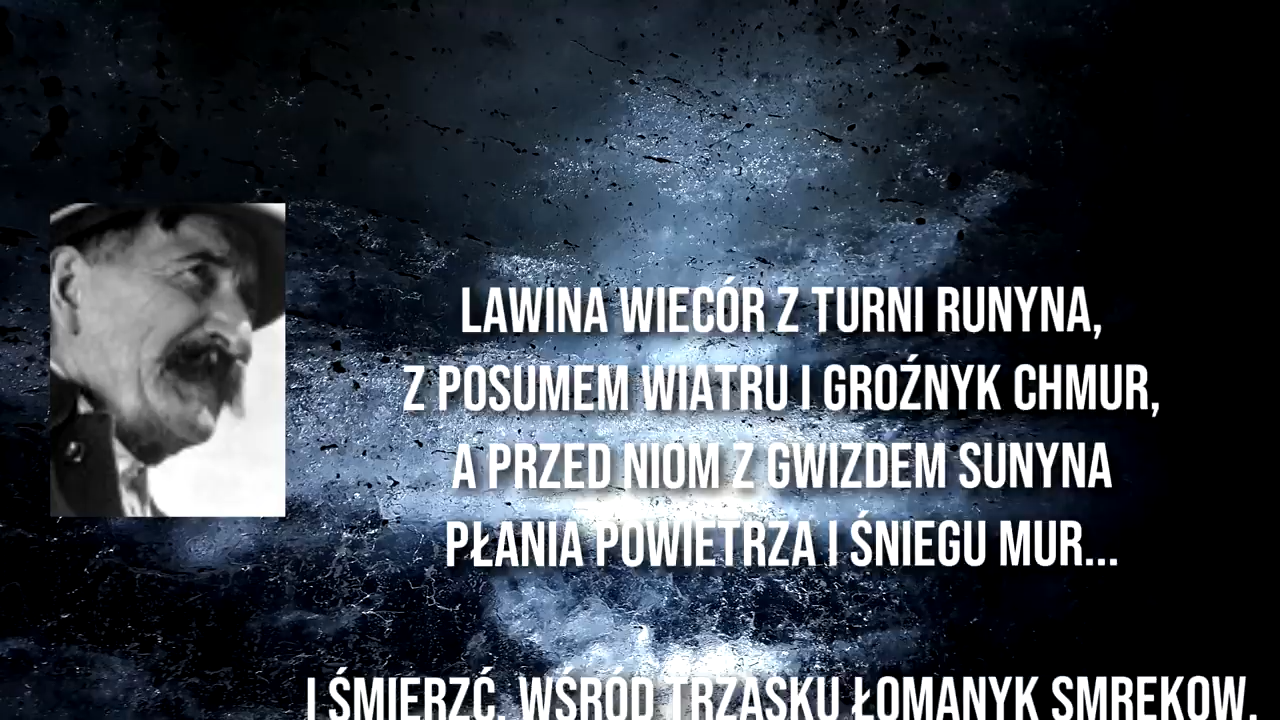 LAWINA WIECÓR Z TURNI RUNYNA,
Z POSUMEM WIATRU I GROŹNYK CHMUR,
A PRZED NIOM Z GWIZDEM SUNYNA
PŁANIA POWIETRZA I ŚNIEGU MUR...
I ŚMIERZĆ, WŚRÓD TRZASKU ŁOMANYK SMREKOW,